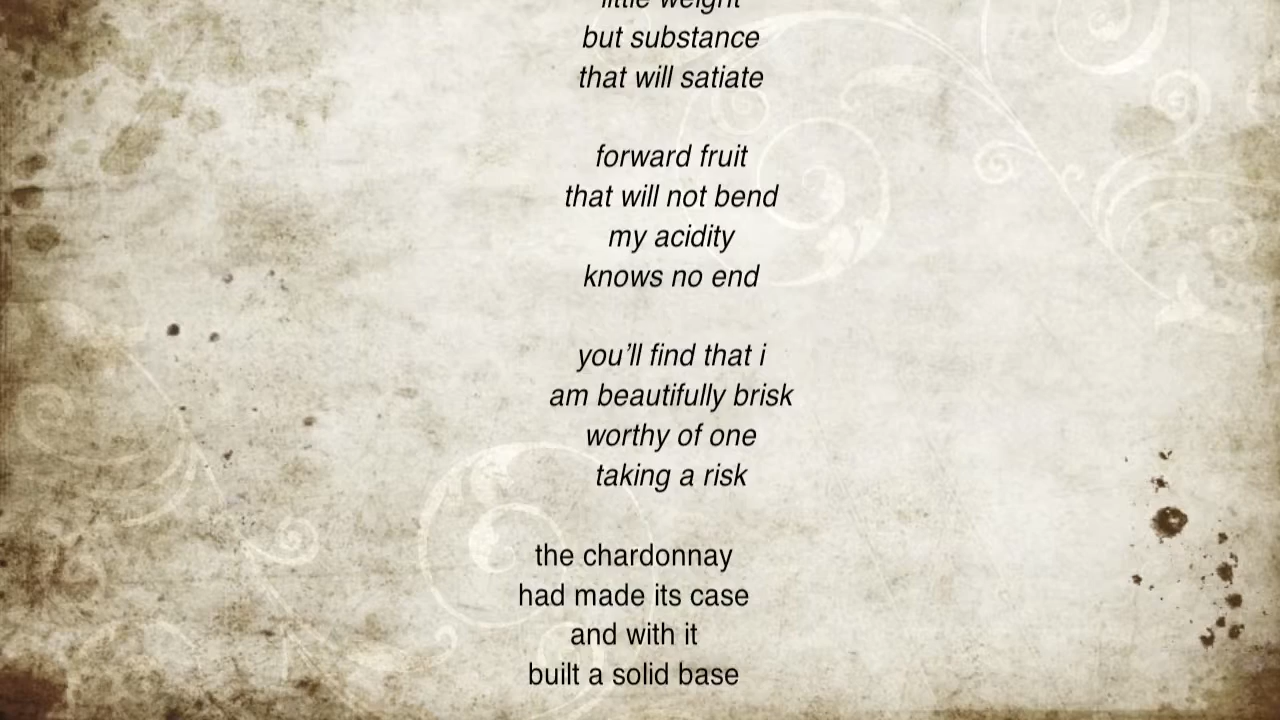 little weight
but substance
that will satiate
forward fruit
that will not bend
my acidity
knows no end
you’ll find that i
am beautifully brisk
worthy of one
taking a risk
the chardonnay
had made its case
and with it
built a solid base